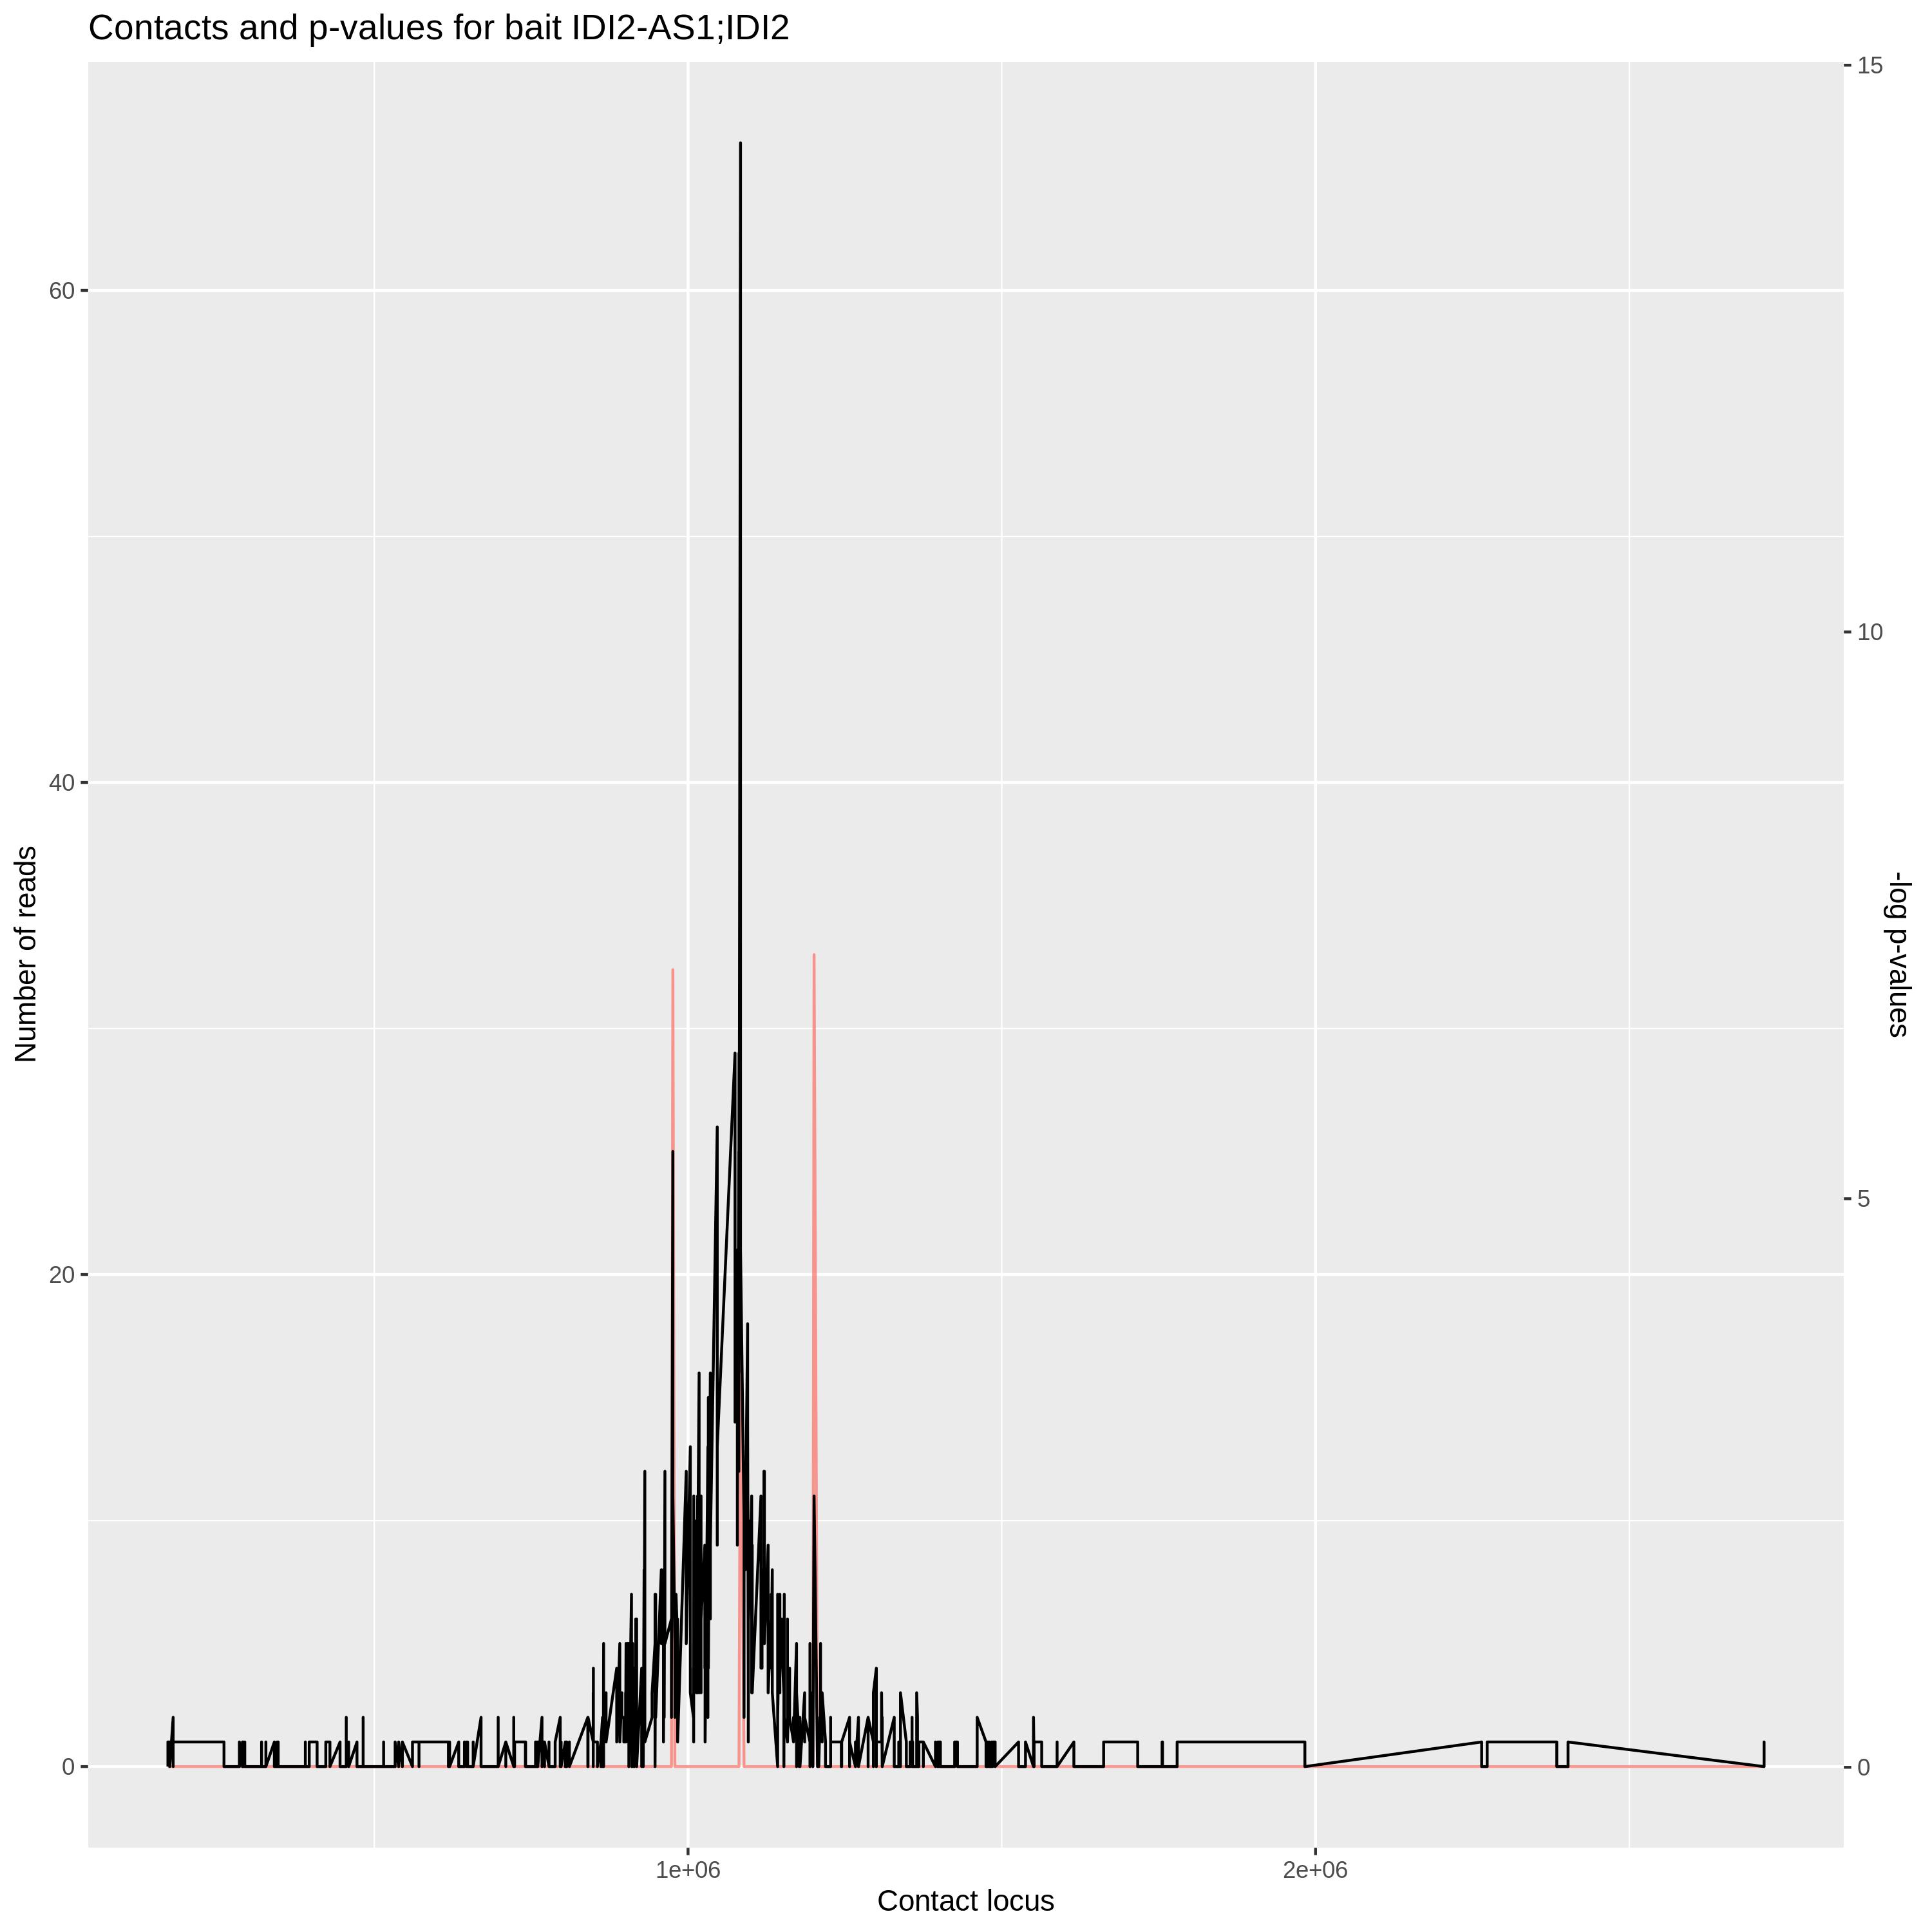 Contacts and p-values for bait IDI2-AS1;IDI2
15
60
10
40
Number of reads
-log p-values
5
20
0
0
1e+06
2e+06
Contact locus